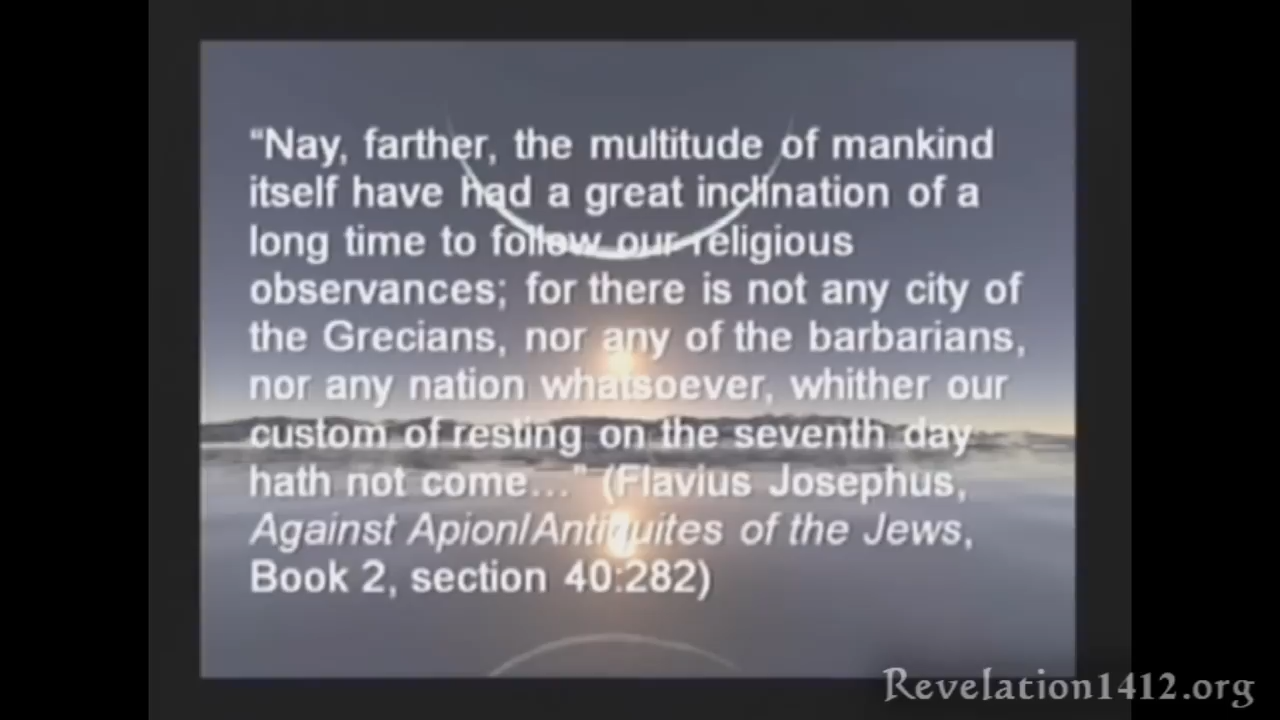 “Nay, farther, the multitude of mankind
itself have had a great inclination of a
long time to follow our religious
observances; for there is not any city of
the Grecians, nor any of the barbarians,
nor any nation whatsoever, whither our
custom of resting on the seventh day
hath not come…” (Flavius Josephus,
Against Apion/Antiquites of the Jews,
Book 2, section 40:282)
Revelation1412.org